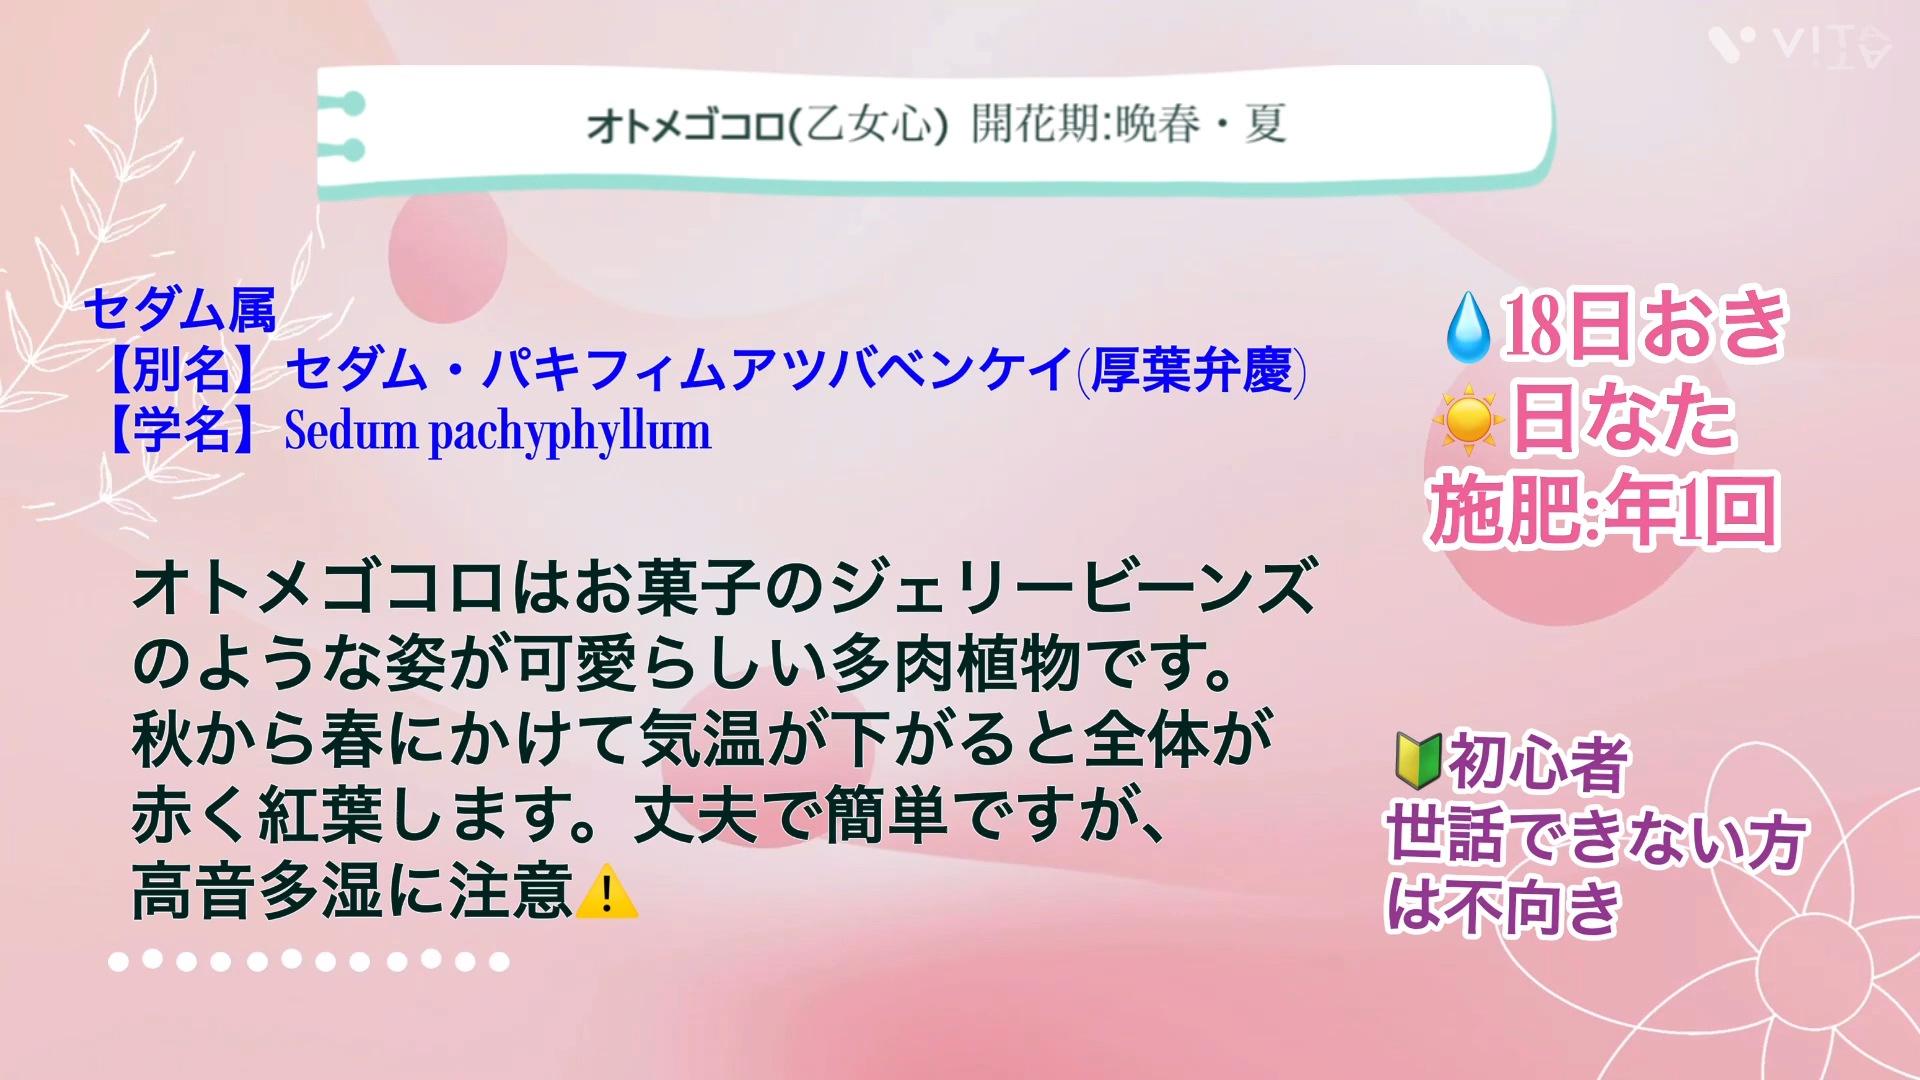 VITA
オトメゴコロ(乙女心) 開花期:晩春・夏
セダム属
【別名】セダム・パキフィムアツバベンケイ(厚葉弁慶)
【学名】Sedum pachyphyllum
💧18日おき
☀️日なた
施肥:年1回
オトメゴコロはお菓子のジェリービーンズ
のような姿が可愛らしい多肉植物です。
秋から春にかけて気温が下がると全体が
赤く紅葉します。丈夫で簡単ですが、
高音多湿に注意⚠️
🔰初心者
世話できない方
は不向き